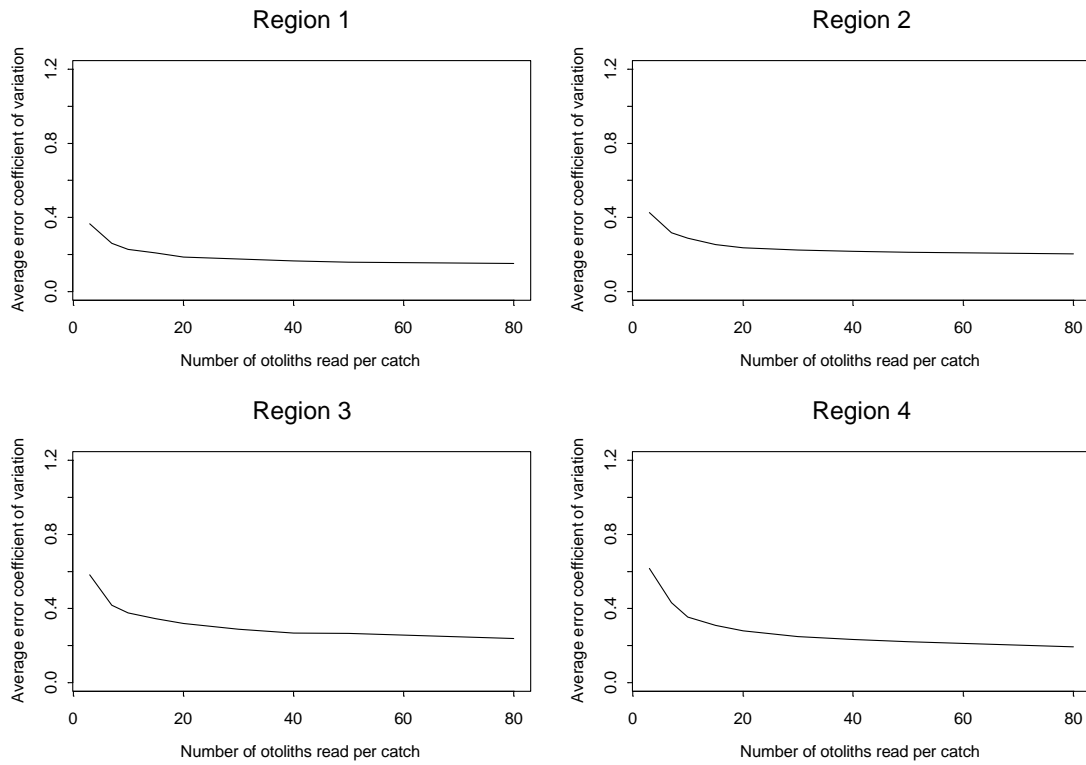 Region 1
Average error coefficient of variation
0.0 0.4 0.8 1.2
0 20 40 60 80
Number of otoliths read per catch
Region 2
Average error coefficient of variation
0.0 0.4 0.8 1.2
0 20 40 60 80
Number of otoliths read per catch
Region 3
Average error coefficient of variation
0.0 0.4 0.8 1.2
0 20 40 60 80
Number of otoliths read per catch
Region 4
Average error coefficient of variation
0.0 0.4 0.8 1.2
0 20 40 60 80
Number of otoliths read per catch